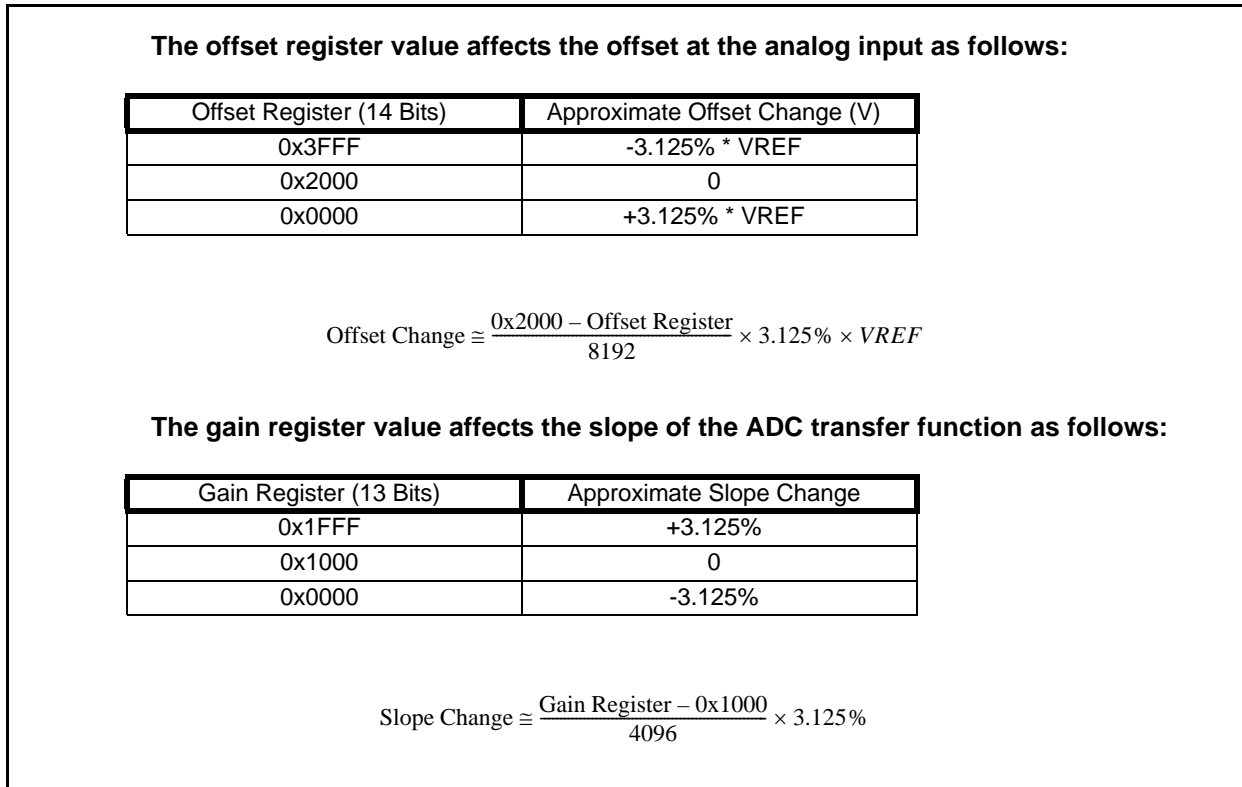 The offset register value affects the offset at the analog input as follows:
Offset Register (14 Bits) Approximate Offset Change (V)
0x3FFF -3.125% * VREF
0x2000 0
0x0000 +3.125% * VREF
Offset Change ≅ (0x2000 – Offset Register) / 8192 × 3.125% × VREF
The gain register value affects the slope of the ADC transfer function as follows:
Gain Register (13 Bits) Approximate Slope Change
0x1FFF +3.125%
0x1000 0
0x0000 -3.125%
Slope Change ≅ (Gain Register – 0x1000) / 4096 × 3.125%